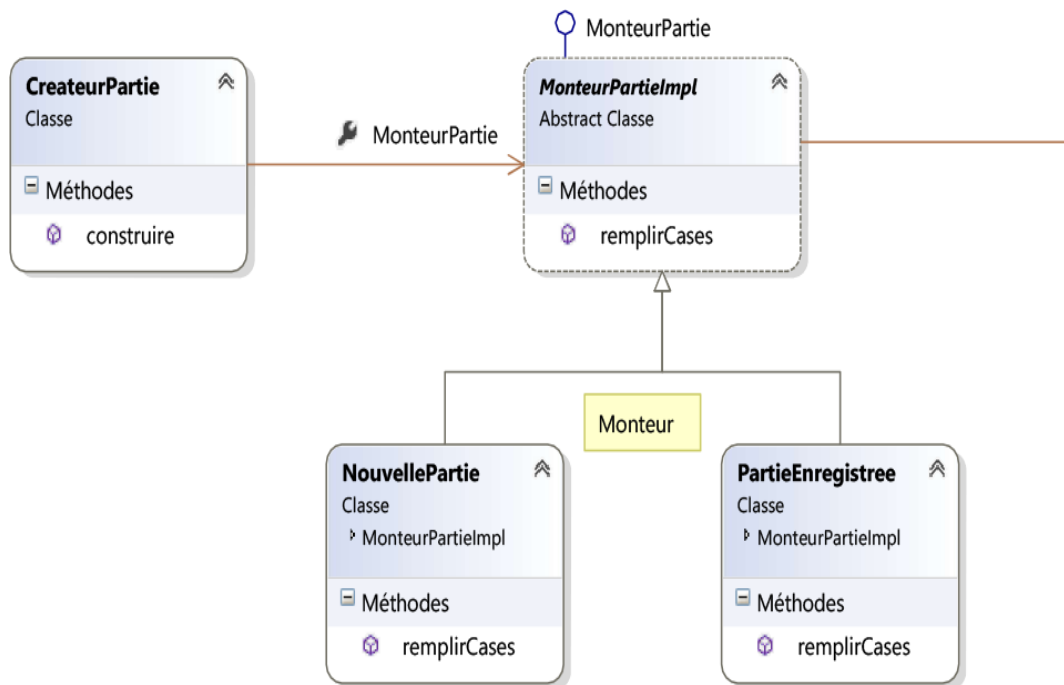 MonteurPartie
CreateurPartie
Classe
Méthodes
construire
MonteurPartie
MonteurPartieImpl
Abstract Classe
Méthodes
remplirCases
Monteur
NouvellePartie
Classe
MonteurPartieImpl
Méthodes
remplirCases
PartieEnregistree
Classe
MonteurPartieImpl
Méthodes
remplirCases